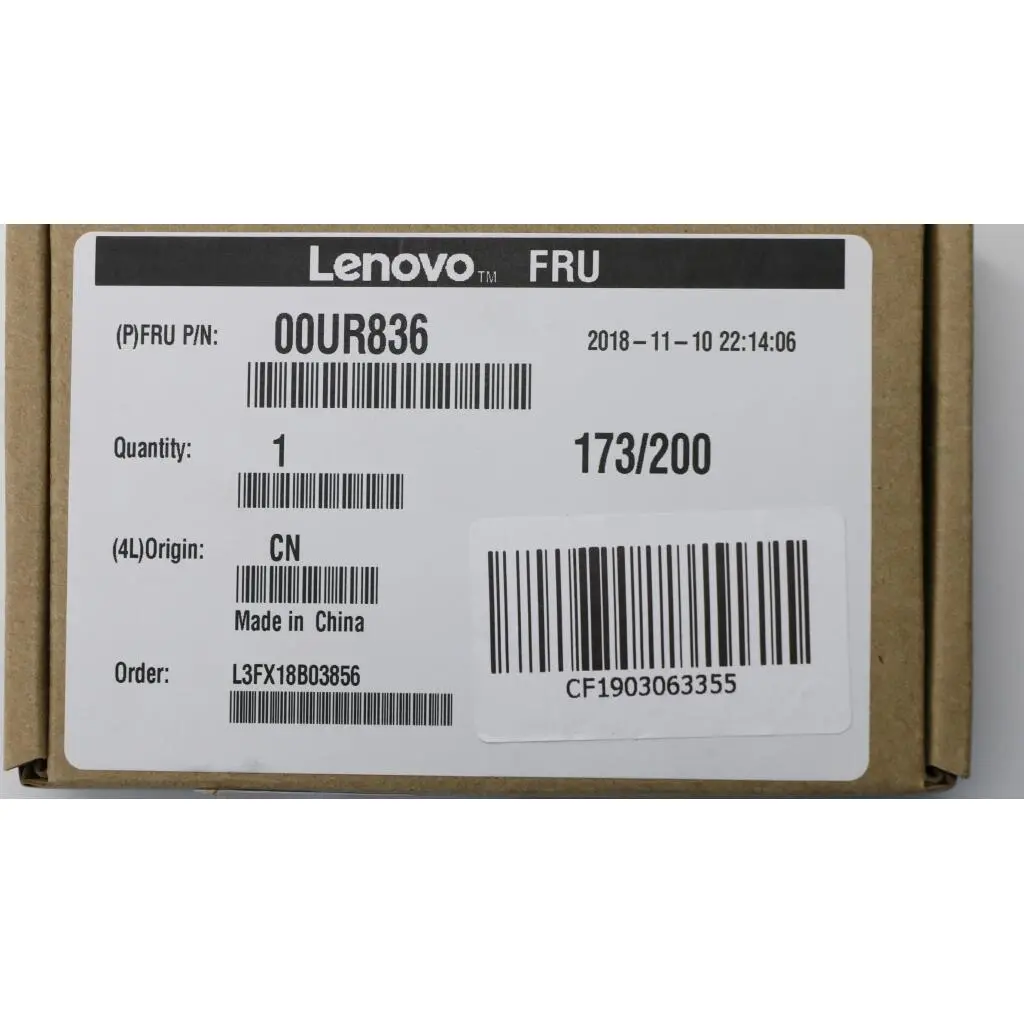 Lenovo™ FRU
(P)FRU P/N: 00UR836 2018-11-10 22:14:06
Quantity: 1 173/200
(4L)Origin: CN
Made in China
Order: L3FX18B03856
CF1903063355